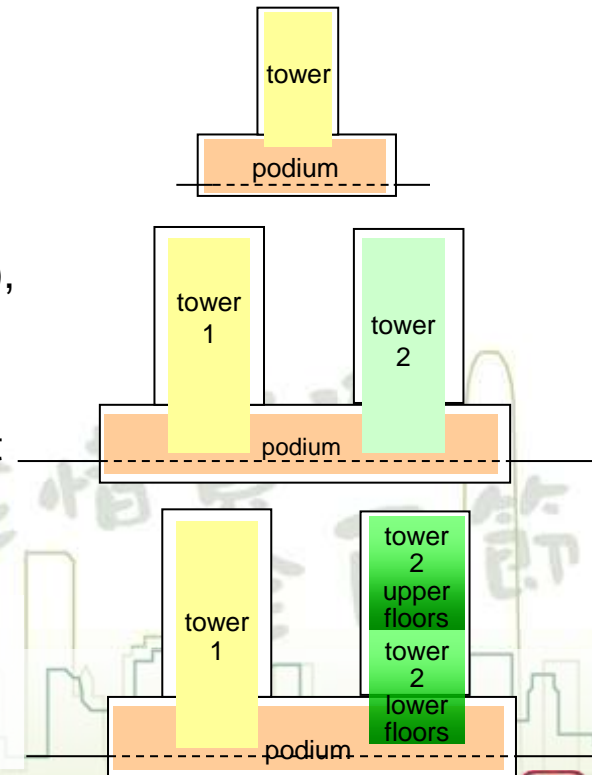 tower
podium
),
tower
1
tower
2
t
podium
tower
1
tower
2
upper
floors
tower
2
lower
floors
podium